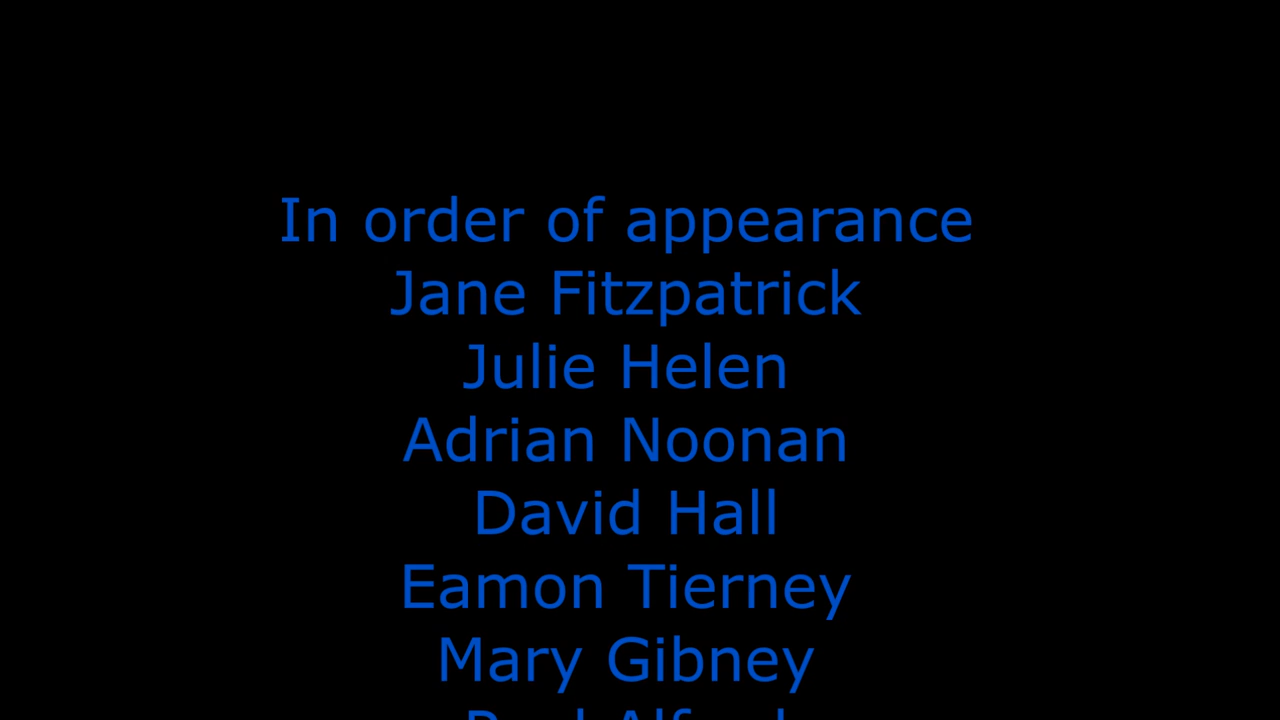 In order of appearance
Jane Fitzpatrick
Julie Helen
Adrian Noonan
David Hall
Eamon Tierney
Mary Gibney